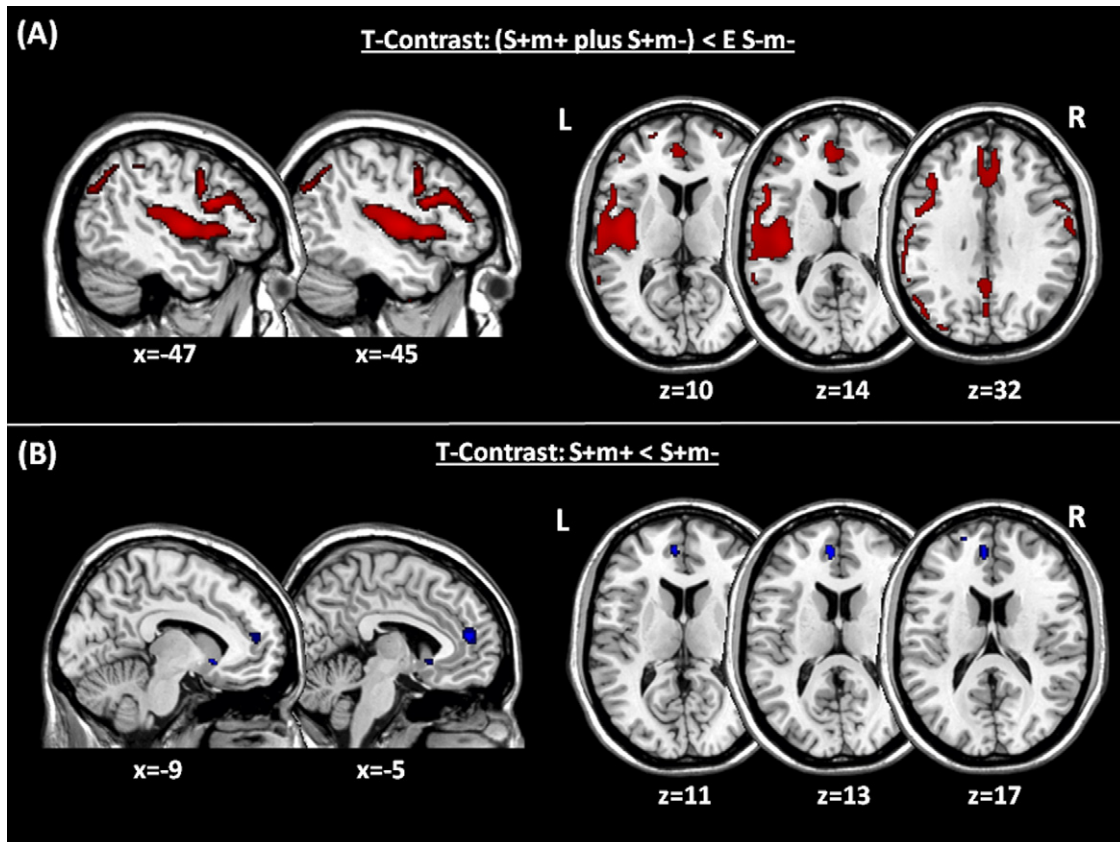 (A)
T-Contrast: (S+m+ plus S+m-) < E S-m-
L
R
x=-47
x=-45
z=10
z=14
z=32
(B)
T-Contrast: S+m+ < S+m-
L
R
x=-9
x=-5
z=11
z=13
z=17